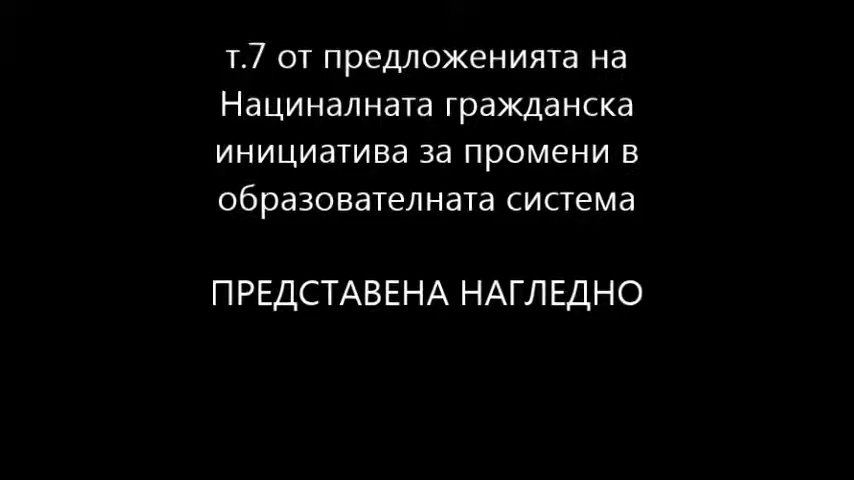 т.7 от предложенията на
Нациналната гражданска
инициатива за промени в
образователната система
ПРЕДСТАВЕНА НАГЛЕДНО